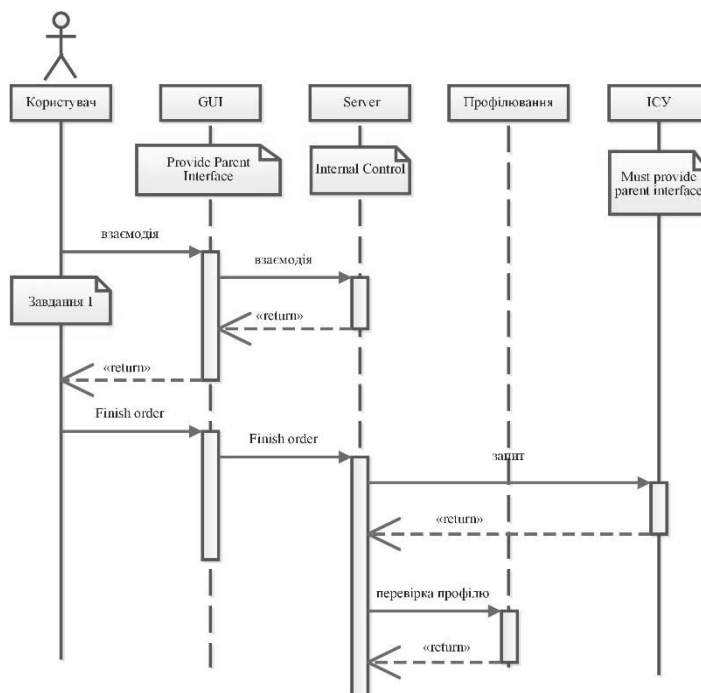 Користувач
GUI
Server
Профілювання
ІСУ
Provide Parent
Interface
Internal Control
Must provide
parent interface
взаємодія
взаємодія
Завдання 1
«return»
«return»
Finish order
Finish order
запит
«return»
перевірка профілю
«return»